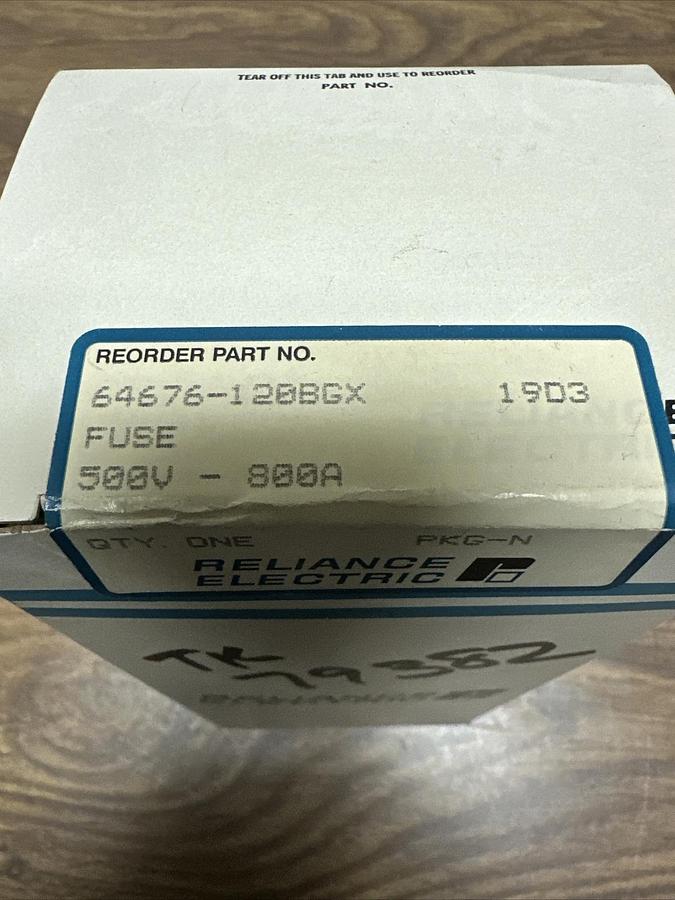 TEAR OFF THIS TAB AND USE TO REORDER
PART NO.
REORDER PART NO.
64676-120BGX 19D3
FUSE
500V - 800A
QTY. ONE PKG-N
RELIANCE
ELECTRIC
TK
79382